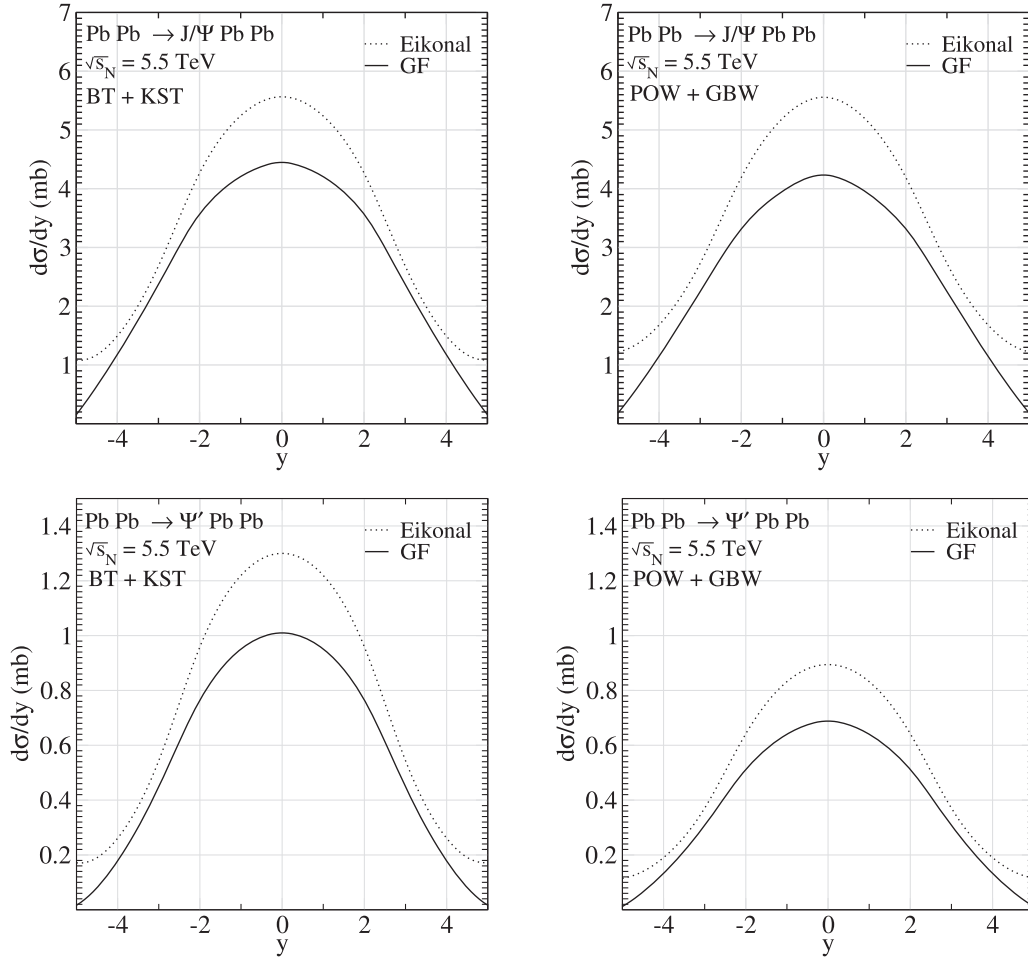 Pb Pb → J/Ψ Pb Pb
√s_N = 5.5 TeV
BT + KST
Eikonal
GF
7
6
5
4
3
2
1
dσ/dy (mb)
-4 -2 0 2 4
y
Pb Pb → J/Ψ Pb Pb
√s_N = 5.5 TeV
POW + GBW
Eikonal
GF
7
6
5
4
3
2
1
dσ/dy (mb)
-4 -2 0 2 4
y
Pb Pb → Ψ′ Pb Pb
√s_N = 5.5 TeV
BT + KST
Eikonal
GF
1.4
1.2
1
0.8
0.6
0.4
0.2
dσ/dy (mb)
-4 -2 0 2 4
y
Pb Pb → Ψ′ Pb Pb
√s_N = 5.5 TeV
POW + GBW
Eikonal
GF
1.4
1.2
1
0.8
0.6
0.4
0.2
dσ/dy (mb)
-4 -2 0 2 4
y